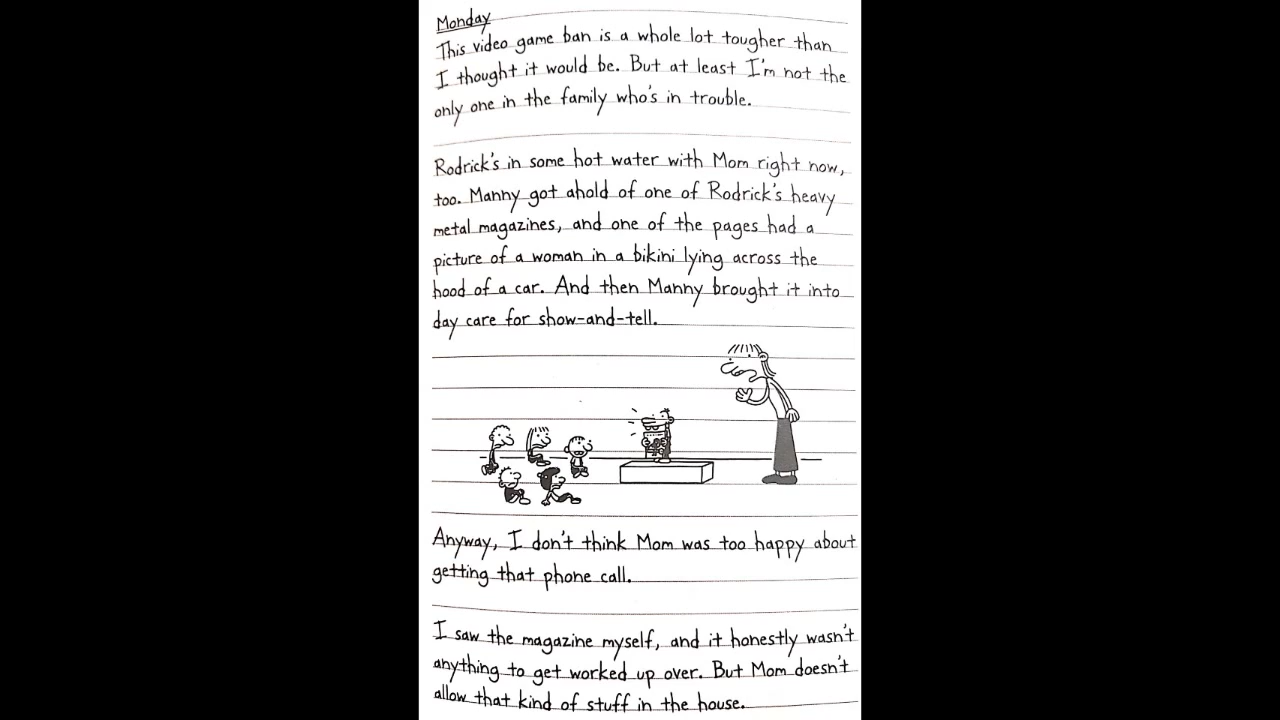 Monday
This video game ban is a whole lot tougher than
I thought it would be. But at least I'm not the
only one in the family who's in trouble.
Rodrick's in some hot water with Mom right now,
too. Manny got ahold of one of Rodrick's heavy
metal magazines, and one of the pages had a
picture of a woman in a bikini lying across the
hood of a car. And then Manny brought it into
day care for show-and-tell.
Anyway, I don't think Mom was too happy about
getting that phone call.
I saw the magazine myself, and it honestly wasn't
anything to get worked up over. But Mom doesn't
allow that kind of stuff in the house.